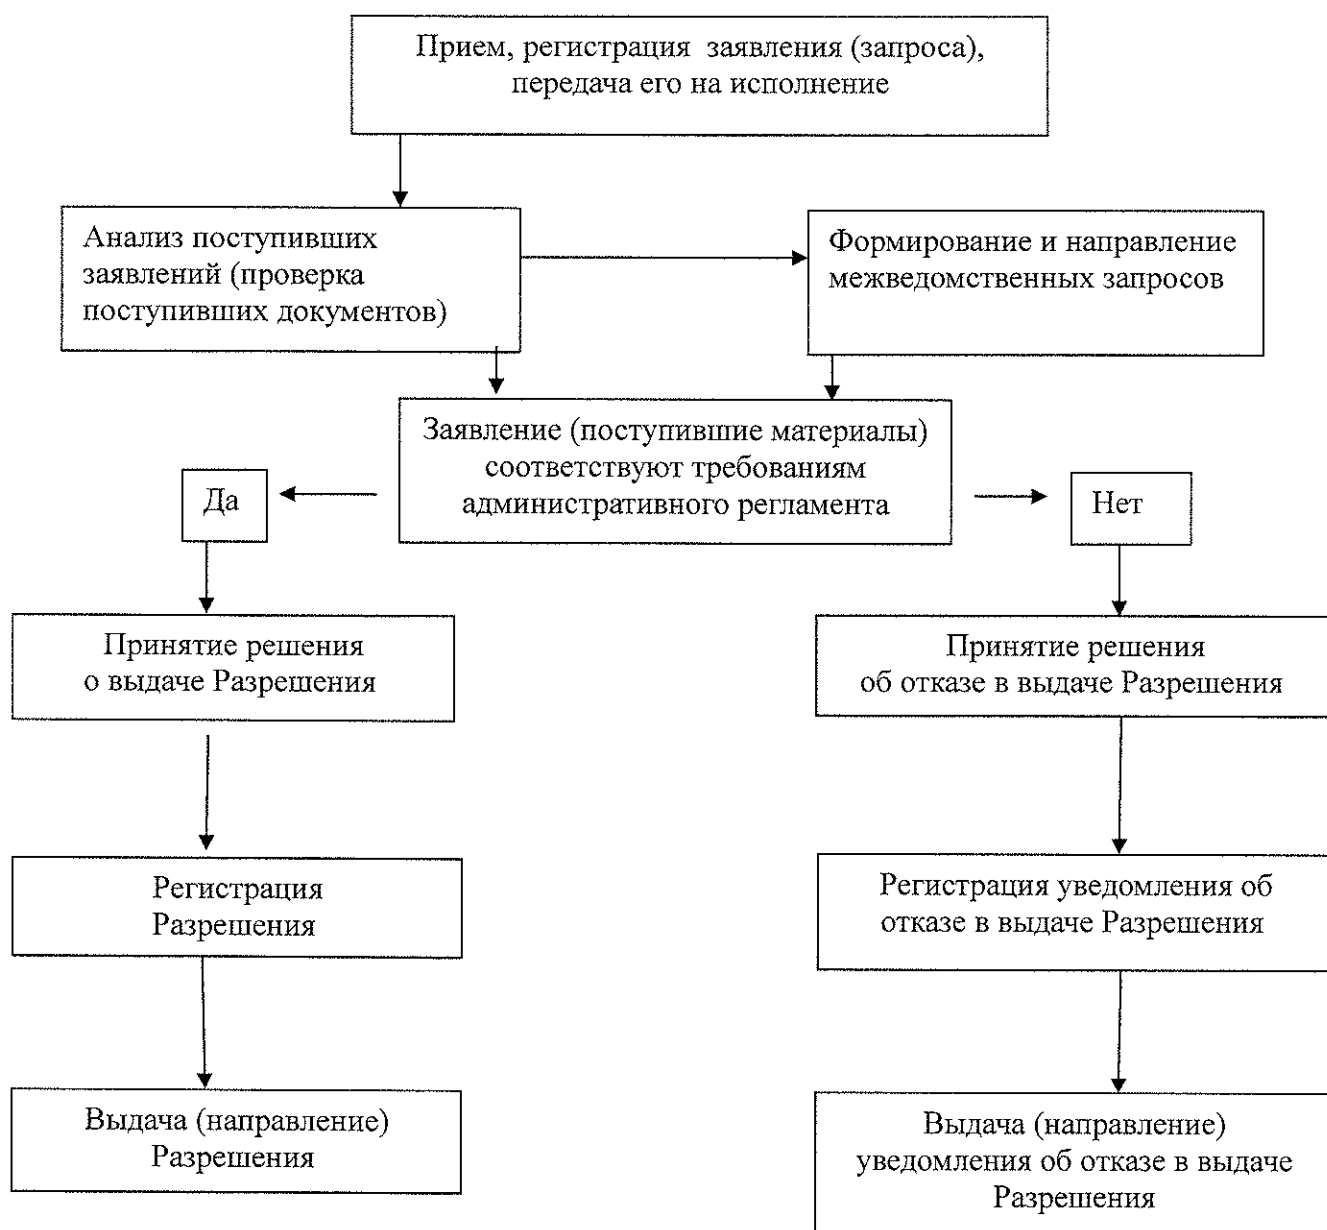 Прием, регистрация заявления (запроса),
передача его на исполнение
Анализ поступивших
заявлений (проверка
поступивших документов)
Формирование и направление
межведомственных запросов
Заявление (поступившие материалы)
соответствуют требованиям
административного регламента
Да
Нет
Принятие решения
о выдаче Разрешения
Принятие решения
об отказе в выдаче Разрешения
Регистрация
Разрешения
Регистрация уведомления об
отказе в выдаче Разрешения
Выдача (направление)
Разрешения
Выдача (направление)
уведомления об отказе в выдаче
Разрешения